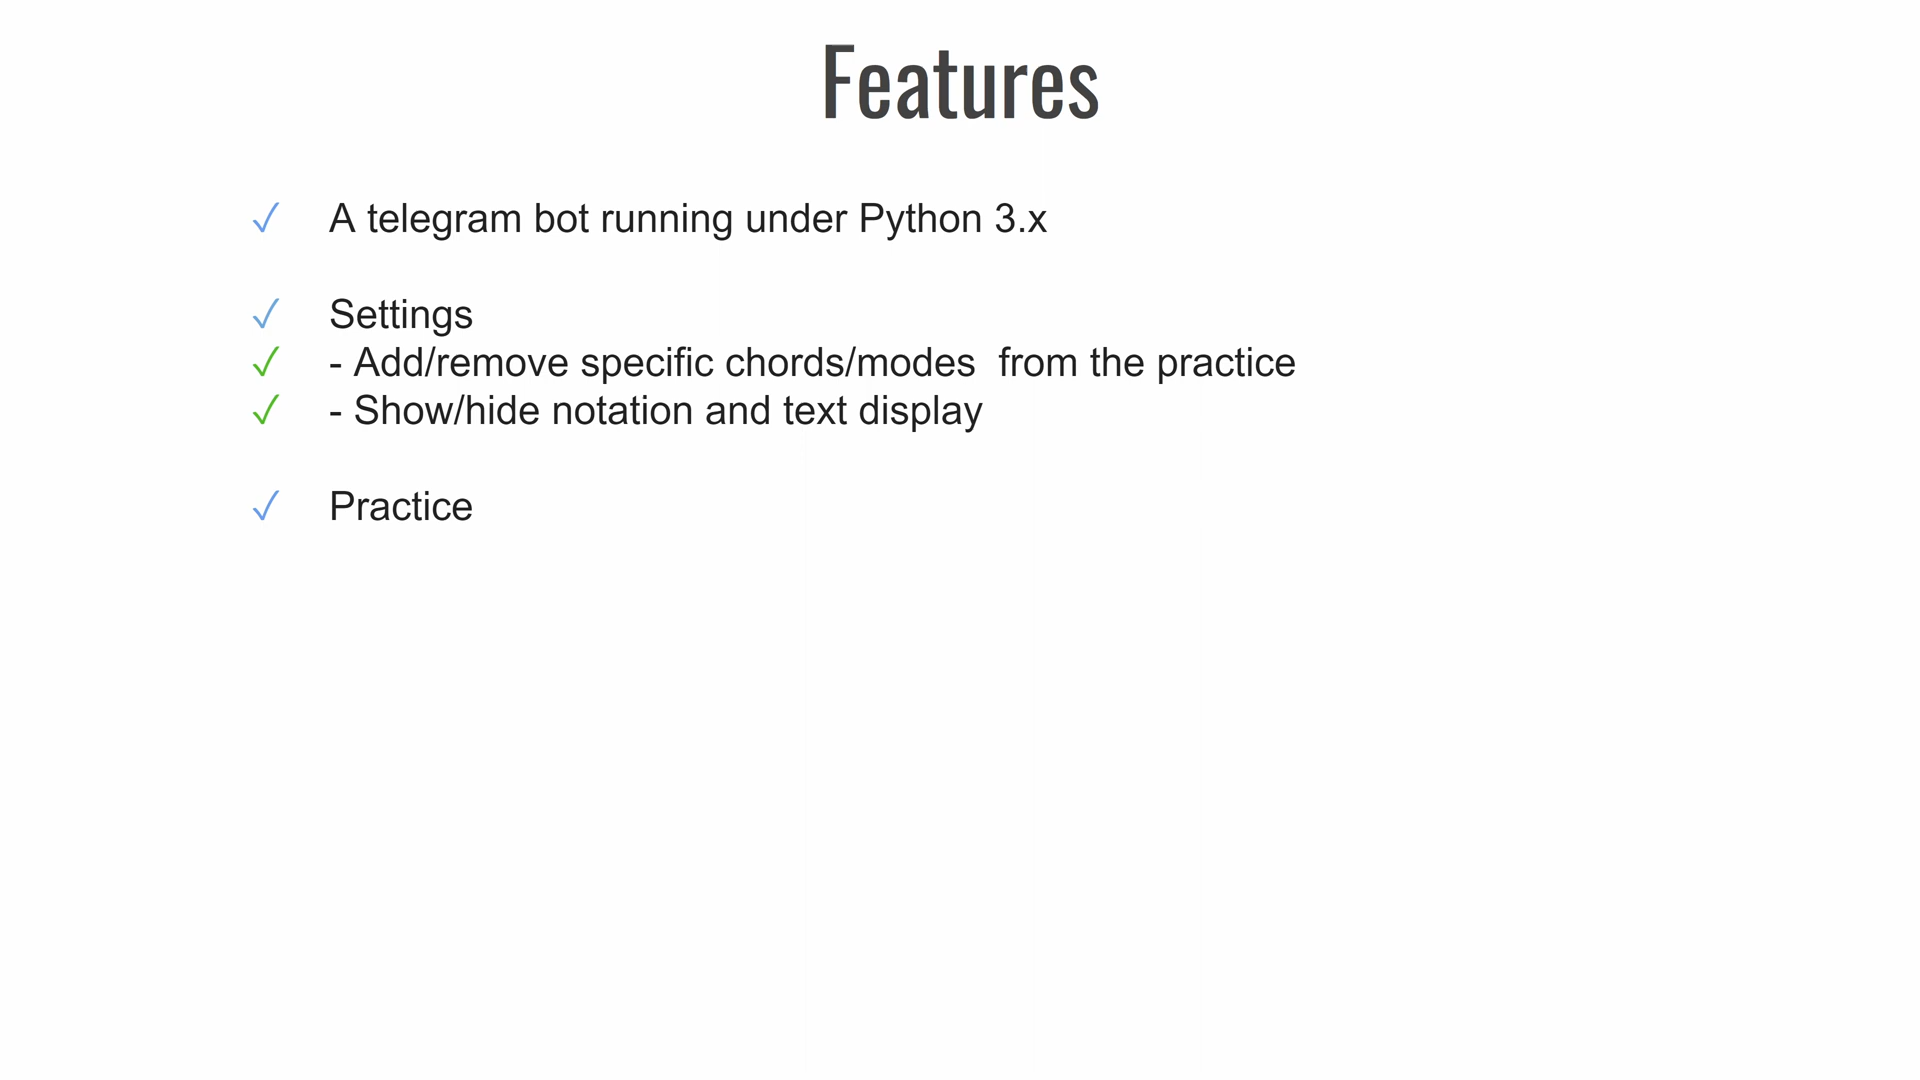 Features
✓ A telegram bot running under Python 3.x
✓ Settings
✓ - Add/remove specific chords/modes  from the practice
✓ - Show/hide notation and text display
✓ Practice